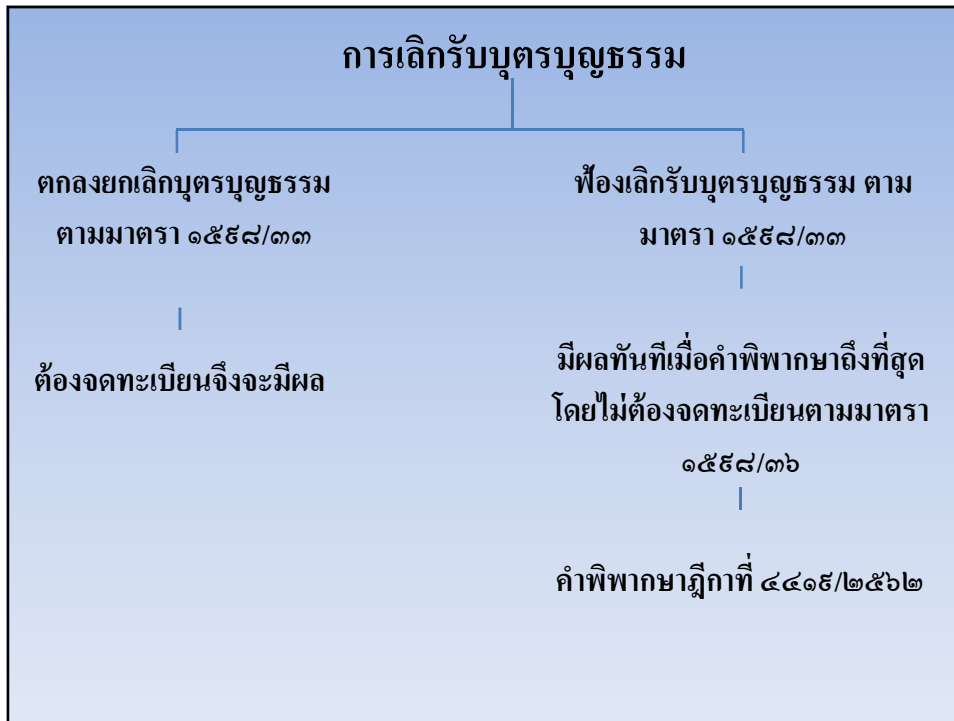 การเลิกรับบุตรบุญธรรม
ตกลงยกเลิกบุตรบุญธรรม
ตามมาตรา ๑๕๙๘/๓๓
ต้องจดทะเบียนจึงจะมีผล
ฟ้องเลิกรับบุตรบุญธรรม ตาม
มาตรา ๑๕๙๘/๓๓
มีผลทันทีเมื่อคำพิพากษาถึงที่สุด
โดยไม่ต้องจดทะเบียนตามมาตรา
๑๕๙๘/๓๖
คำพิพากษาฎีกาที่ ๔๔๑๙/๒๕๖๒